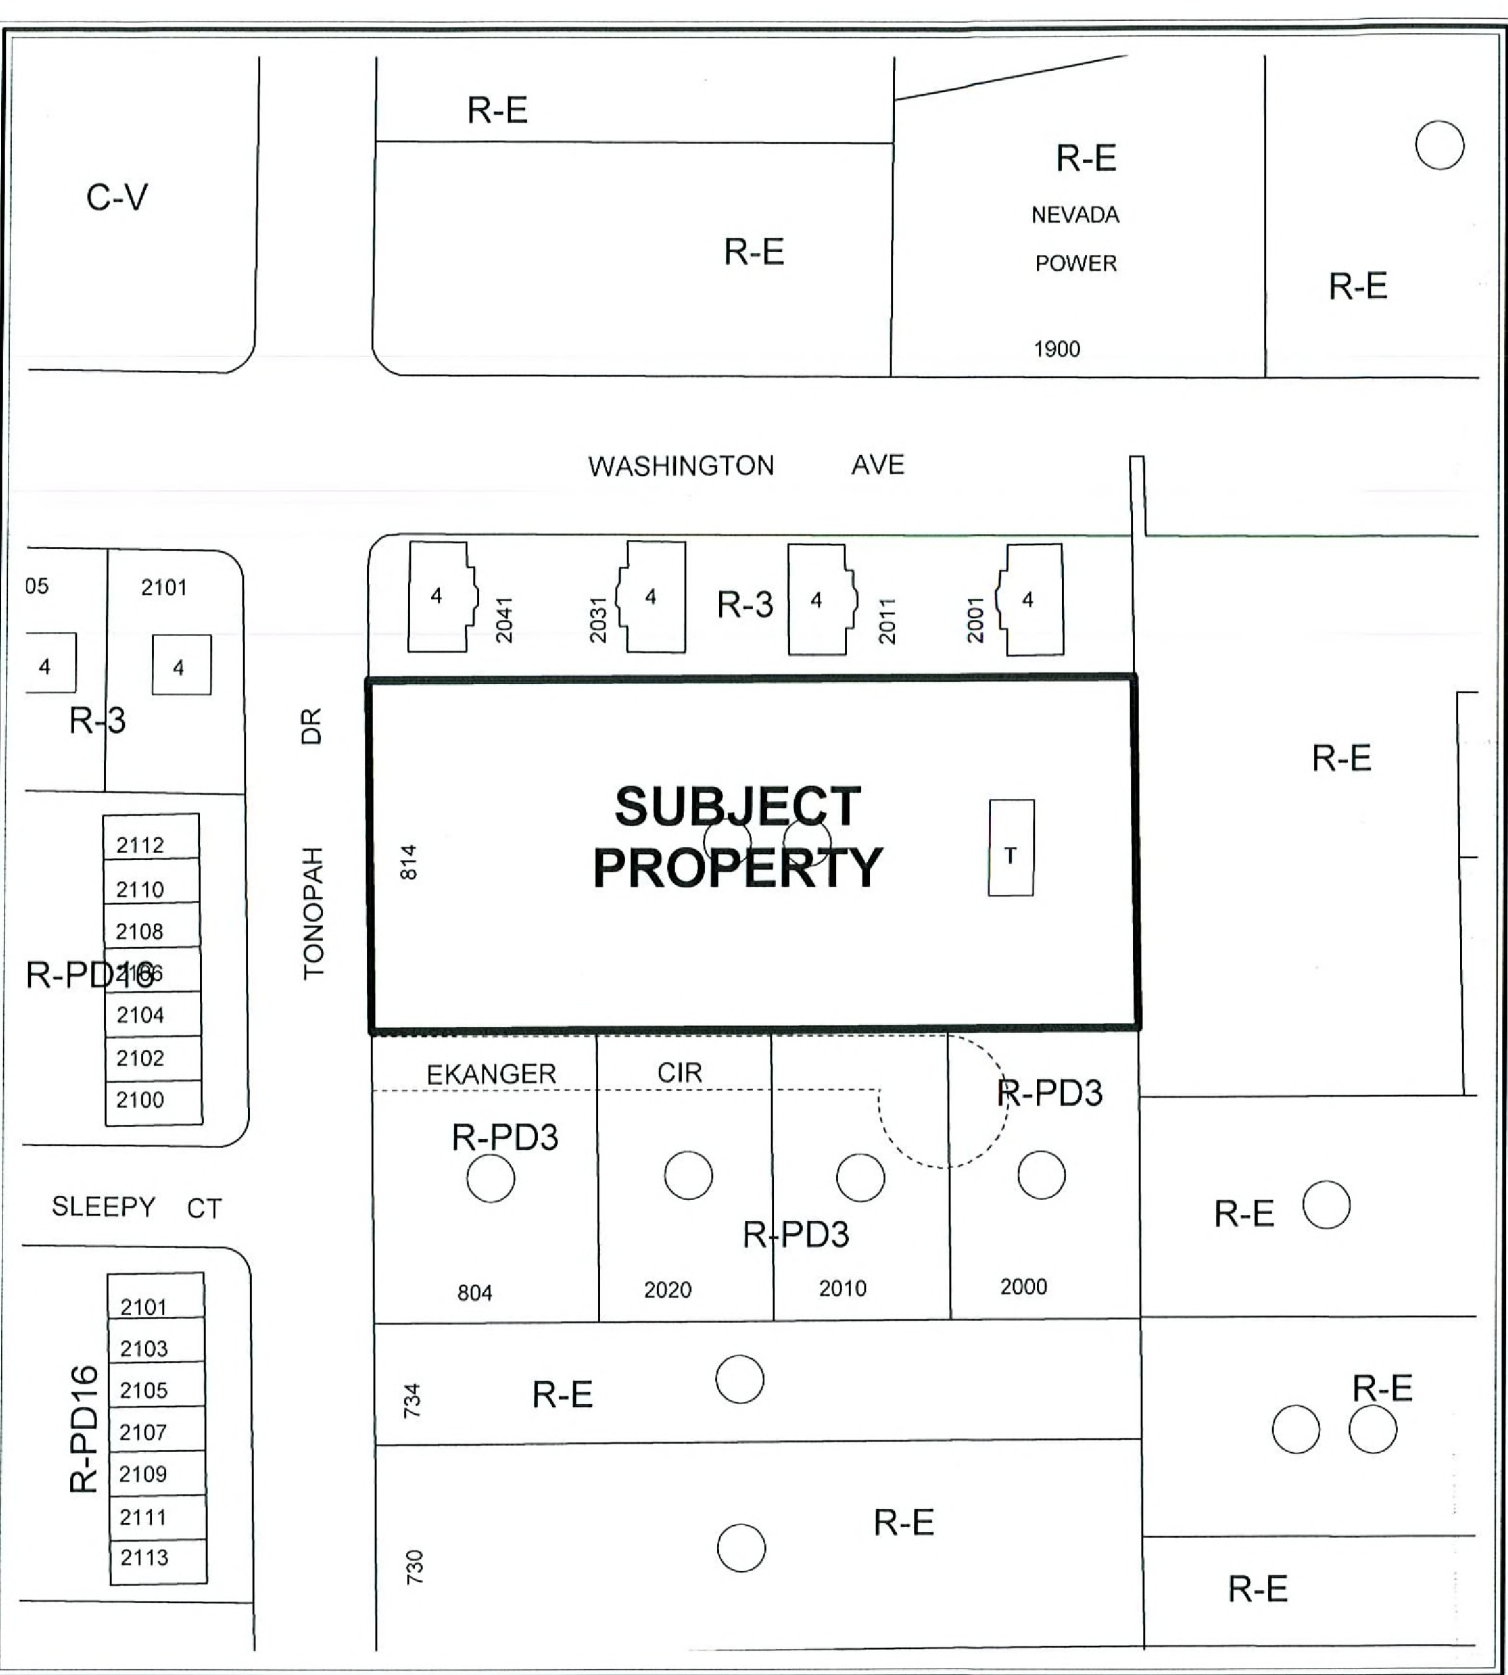 R-E
C-V
R-E
R-E
NEVADA
POWER
1900
R-E
WASHINGTON AVE
05
2101
4
4
R-3
4
2041
2031
4
R-3
4
2011
2001
4
TONOPAH DR
814
SUBJECT
PROPERTY
T
R-E
2112
2110
2108
R-PD16
2104
2102
2100
EKANGER CIR
R-PD3
R-PD3
R-PD3
804
2020
2010
2000
R-E
SLEEPY CT
R-PD16
2101
2103
2105
2107
2109
2111
2113
734
R-E
R-E
730
R-E
R-E